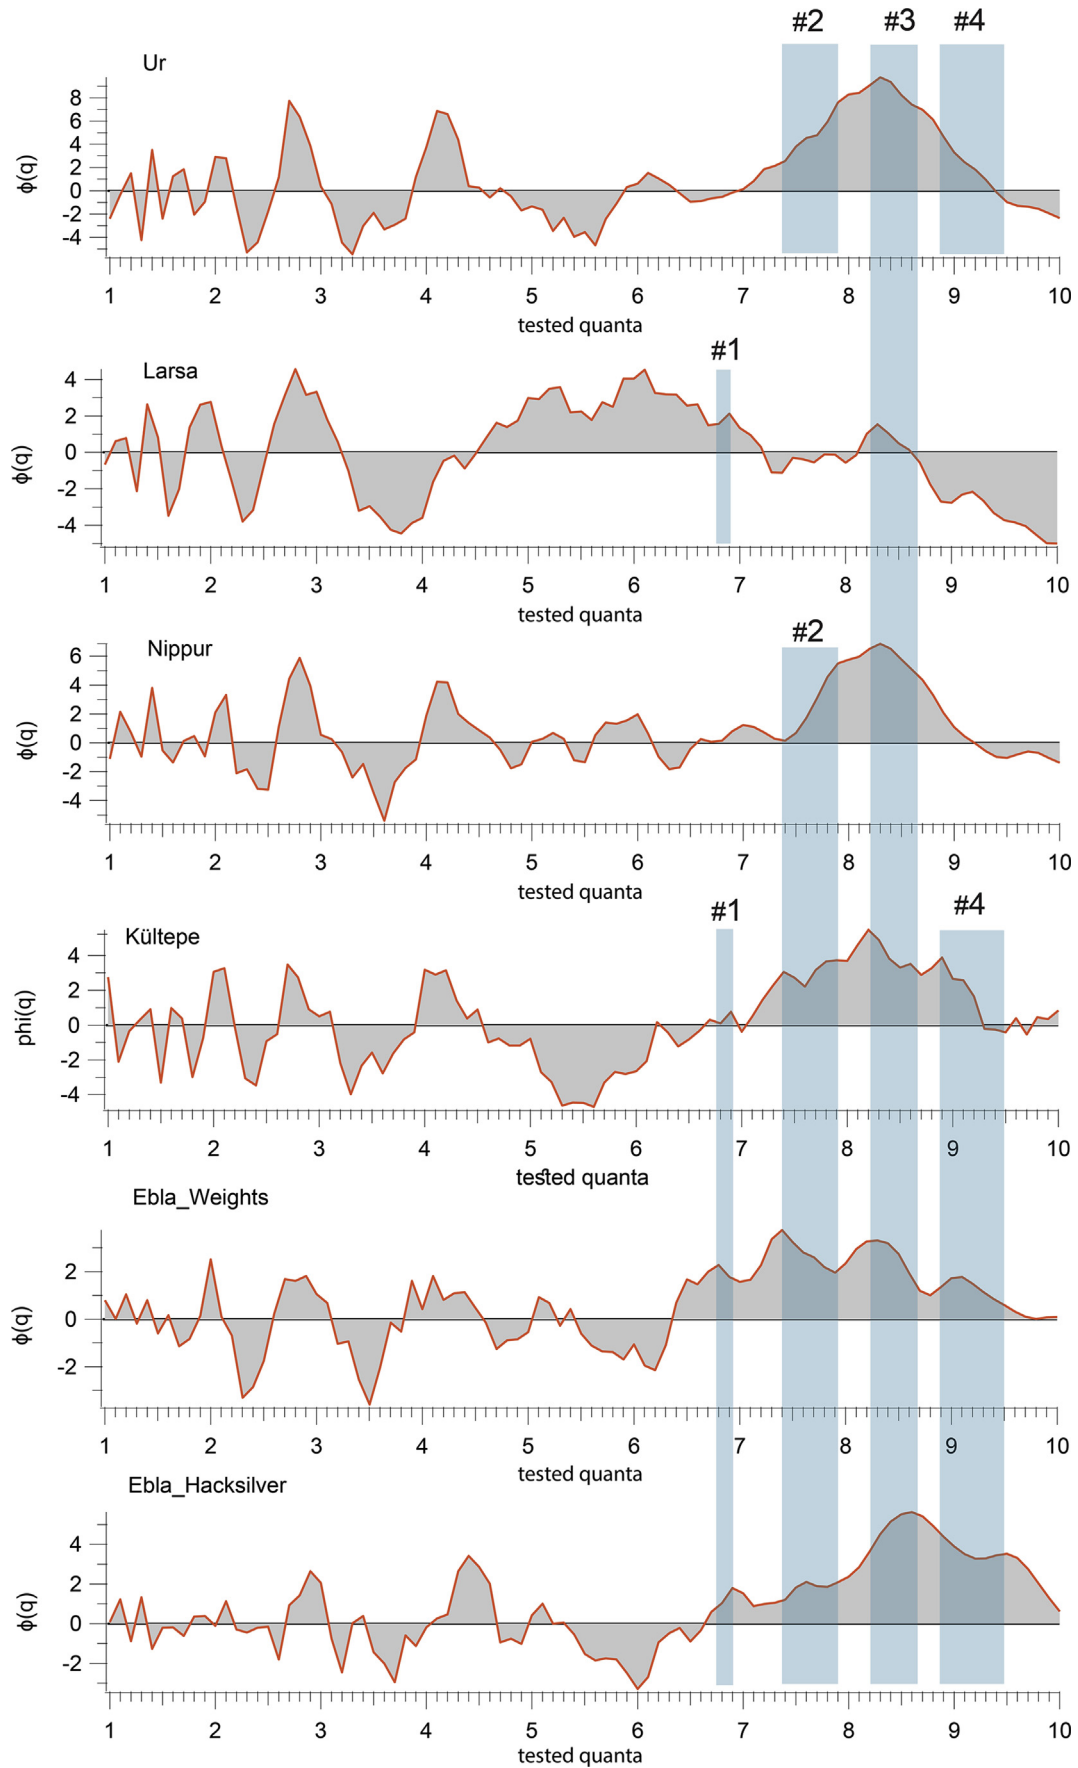 #2 #3 #4
Ur
8
6
4
2
0
-2
-4
ϕ(q)
1 2 3 4 5 6 7 8 9 10
tested quanta
#1
Larsa
4
2
0
-2
-4
ϕ(q)
1 2 3 4 5 6 7 8 9 10
tested quanta
#2
Nippur
6
4
2
0
-2
-4
ϕ(q)
1 2 3 4 5 6 7 8 9 10
tested quanta
#1 #4
Kültepe
4
2
0
-2
-4
phi(q)
1 2 3 4 5 6 7 8 9 10
tested quanta
Ebla_Weights
2
0
-2
ϕ(q)
1 2 3 4 5 6 7 8 9 10
tested quanta
Ebla_Hacksilver
4
2
0
-2
ϕ(q)
1 2 3 4 5 6 7 8 9 10
tested quanta